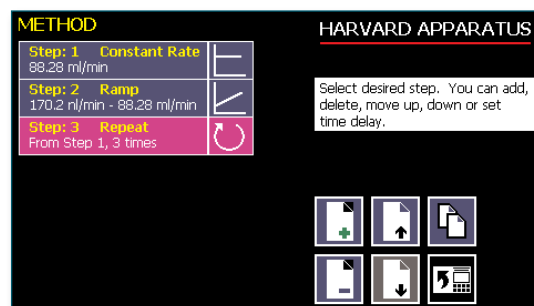 METHOD
Step: 1 Constant Rate
88.28 ml/min
Step: 2 Ramp
170.2 nl/min - 88.28 ml/min
Step: 3 Repeat
From Step 1, 3 times
HARVARD APPARATUS
Select desired step. You can add,
delete, move up, down or set
time delay.